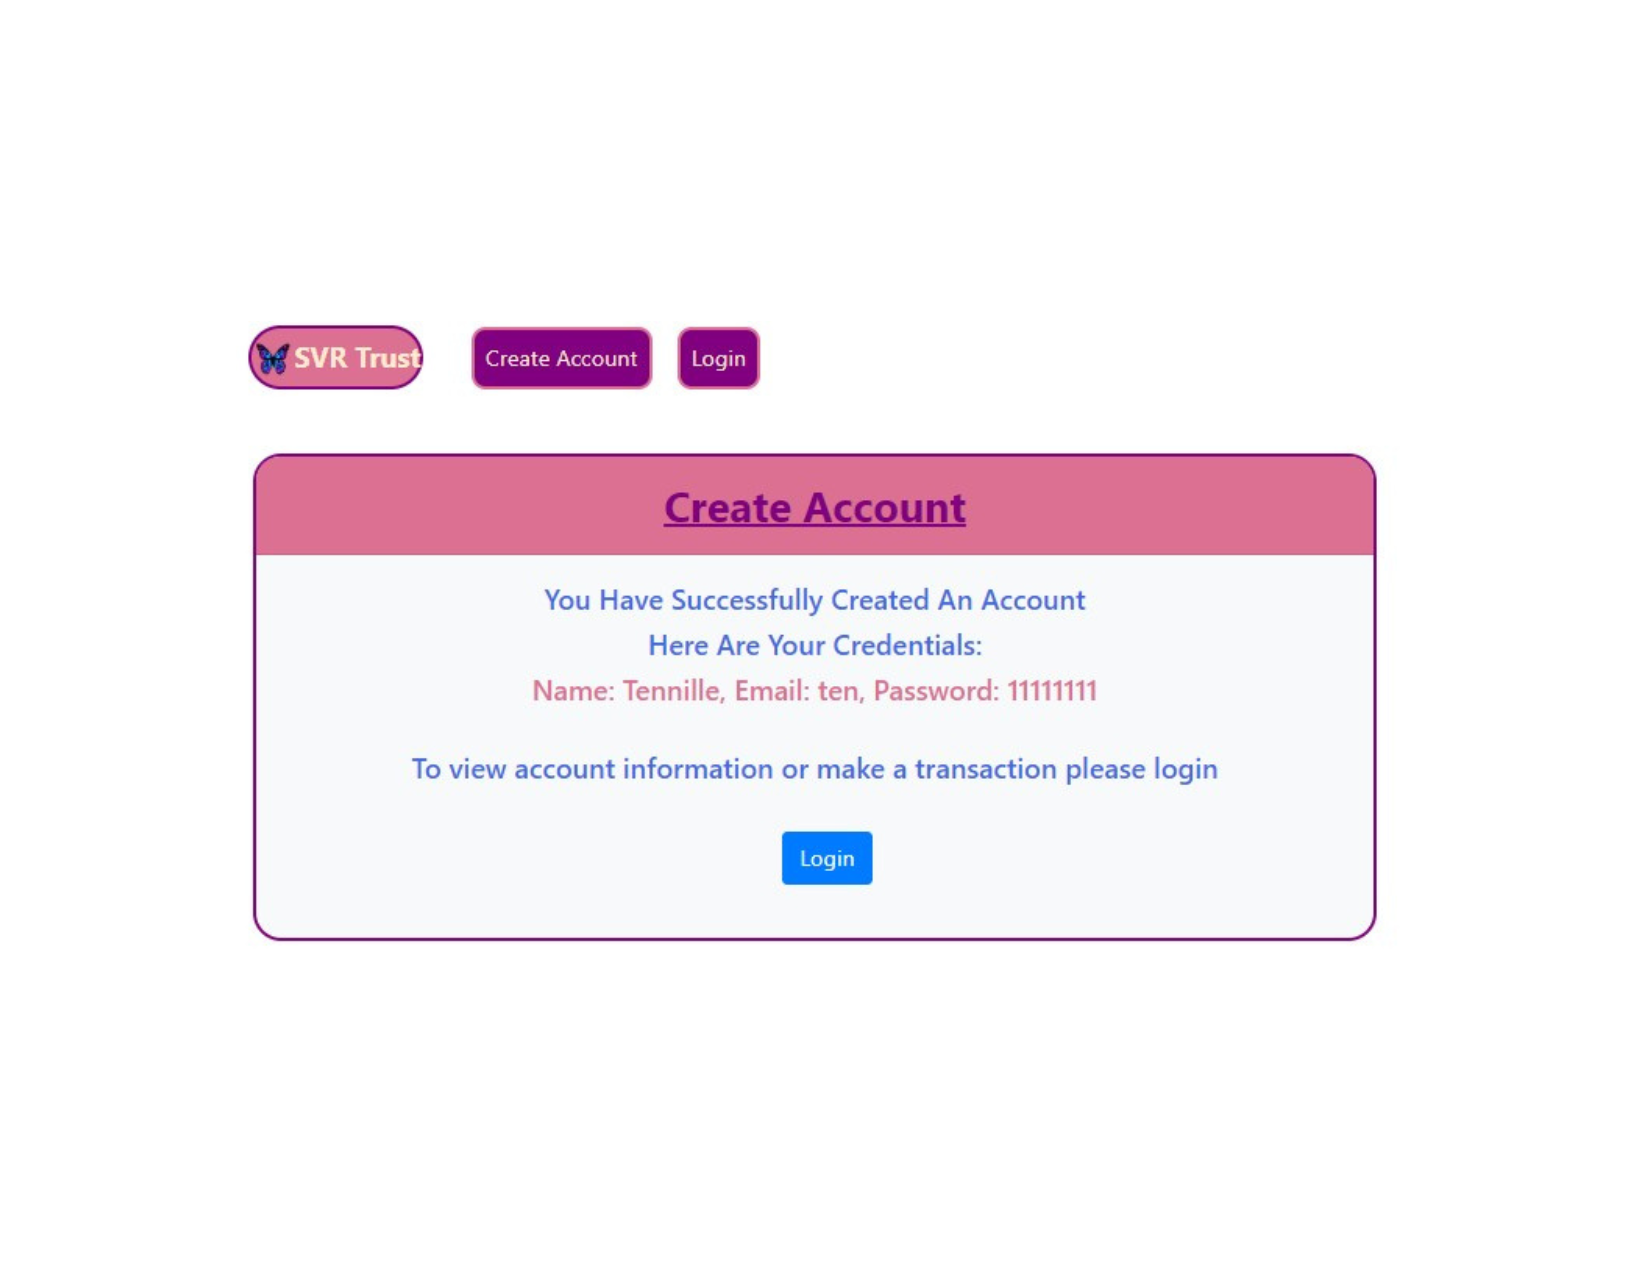 SVR Trust
Create Account
Login
Create Account
You Have Successfully Created An Account
Here Are Your Credentials:
Name: Tennille, Email: ten, Password: 11111111
To view account information or make a transaction please login
Login